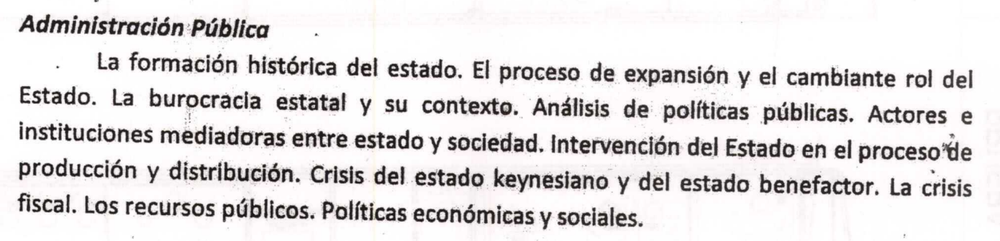 Administración Pública
La formación histórica del estado. El proceso de expansión y el cambiante rol del
Estado. La burocracia estatal y su contexto. Análisis de políticas públicas. Actores e
instituciones mediadoras entre estado y sociedad. Intervención del Estado en el proceso de
producción y distribución. Crisis del estado keynesiano y del estado benefactor. La crisis
fiscal. Los recursos públicos. Políticas económicas y sociales.